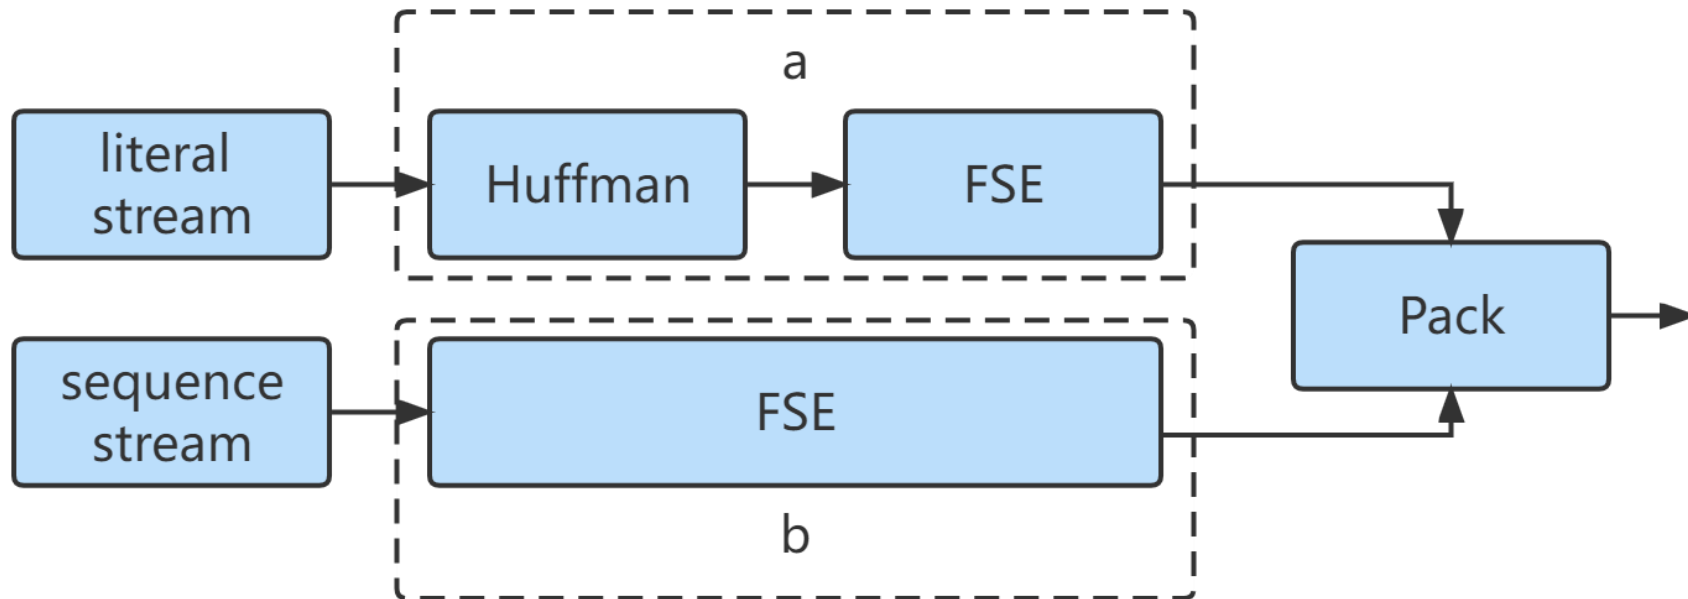 a
literal
stream
Huffman
FSE
Pack
sequence
stream
FSE
b